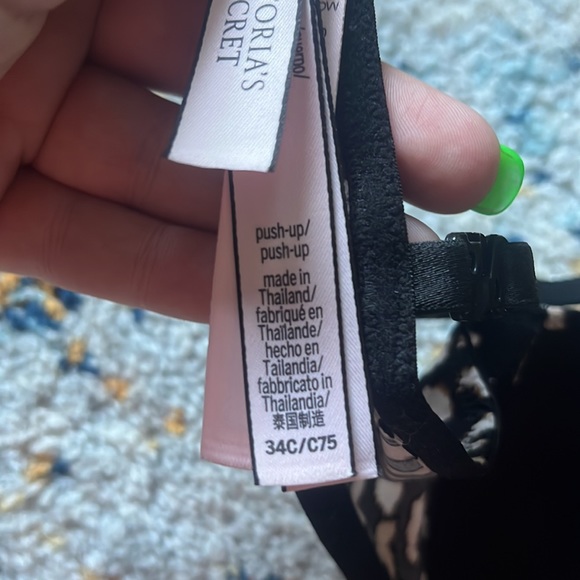 ORIA'S
CRET
push-up/
push-up
made in
Thailand/
fabriqué en
Thaïlande/
hecho en
Tailandia/
fabbricato in
Thailandia/
泰国制造
34C/C75